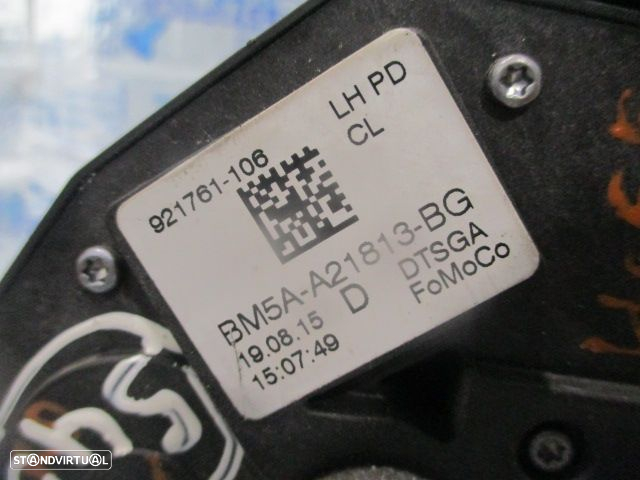 LH PD
CL
921761-106
BM5A-A21813-BG
19.08.15 D DTSGA
15:07:49 FoMoCo
STANDVIRTUAL